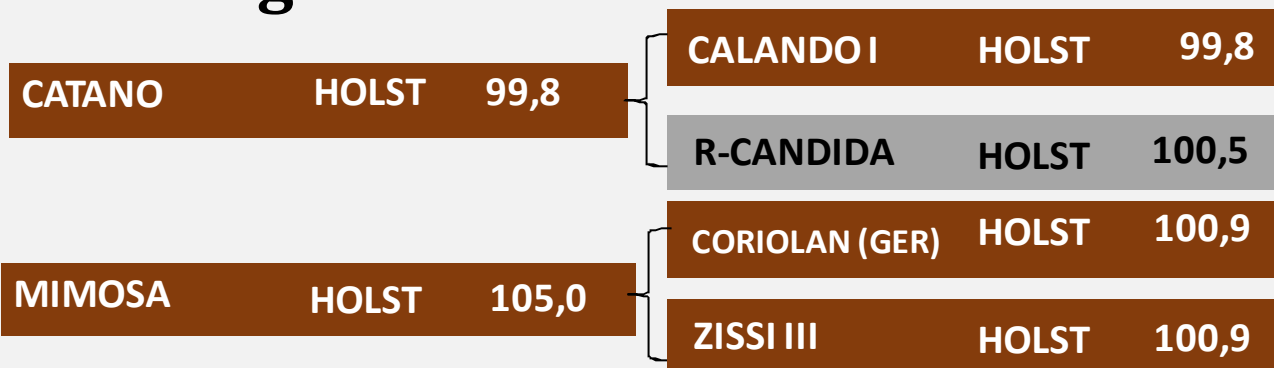 CALANDO I HOLST 99,8
CATANO HOLST 99,8
R-CANDIDA HOLST 100,5
CORIOLAN (GER) HOLST 100,9
MIMOSA HOLST 105,0
ZISSI III HOLST 100,9